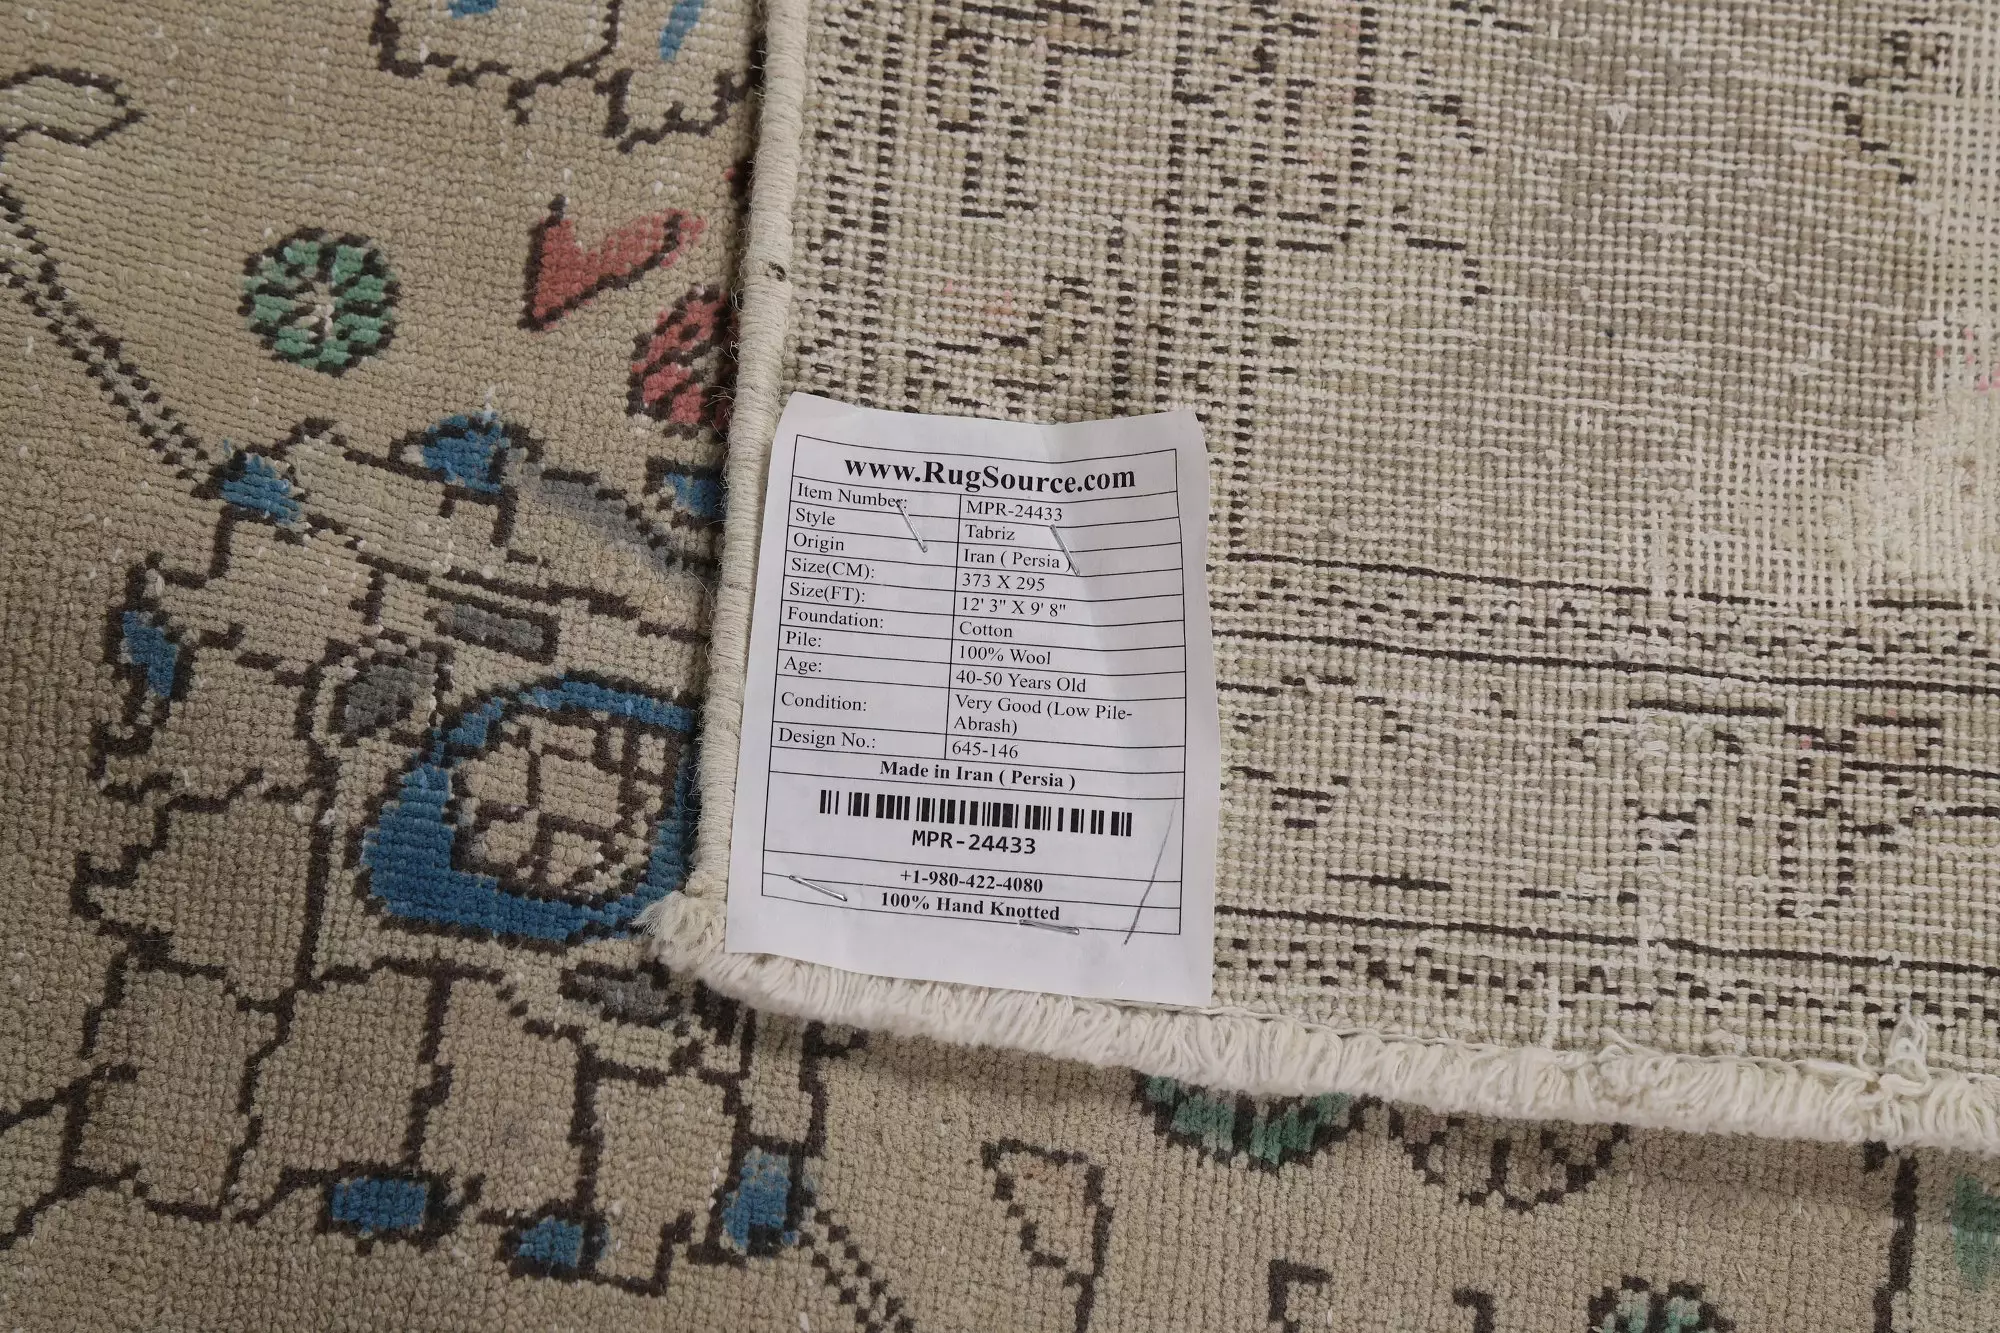 www.RugSource.com
Item Number: MPR-24433
Style Tabriz
Origin Iran ( Persia )
Size(CM): 373 X 295
Size(FT): 12' 3" X 9' 8"
Foundation: Cotton
Pile: 100% Wool
Age: 40-50 Years Old
Condition: Very Good (Low Pile-
Abrash)
Design No.: 645-146
Made in Iran ( Persia )
MPR-24433
+1-980-422-4080
100% Hand Knotted